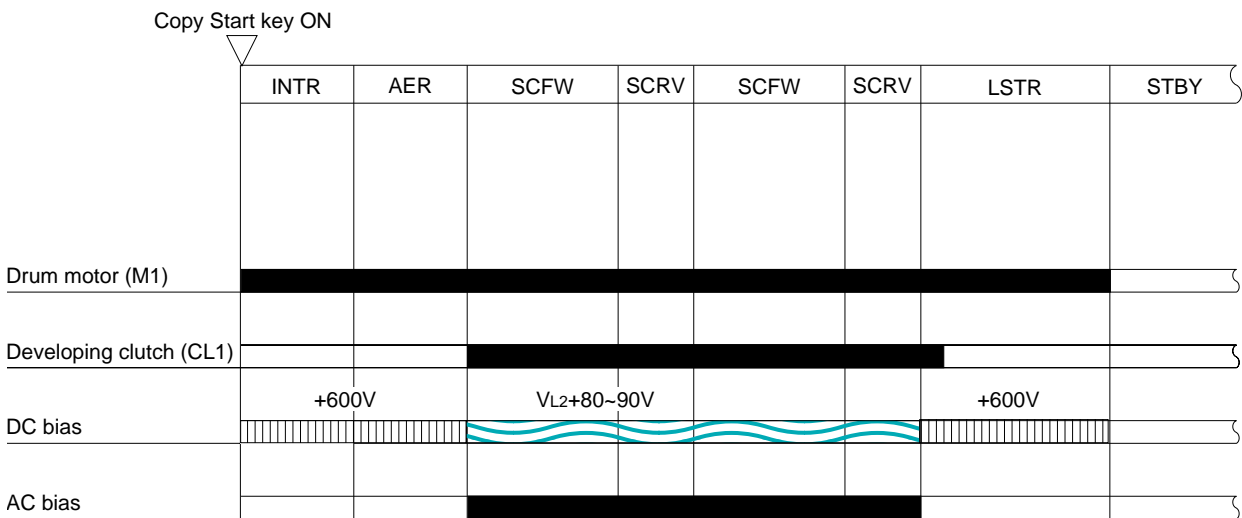 Copy Start key ON
INTR AER SCFW SCRV SCFW SCRV LSTR STBY
Drum motor (M1)
Developing clutch (CL1)
+600V VL2+80~90V +600V
DC bias
AC bias